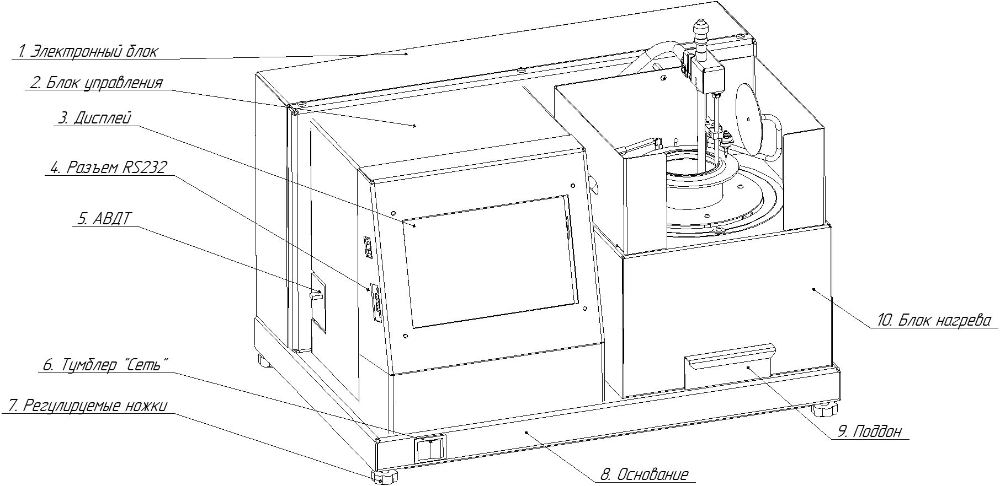 1. Электронный блок
2. Блок управления
3. Дисплей
4. Разъем RS232
5. АВДТ
6. Тумблер "Сеть"
7. Регулируемые ножки
8. Основание
9. Поддон
10. Блок нагрева